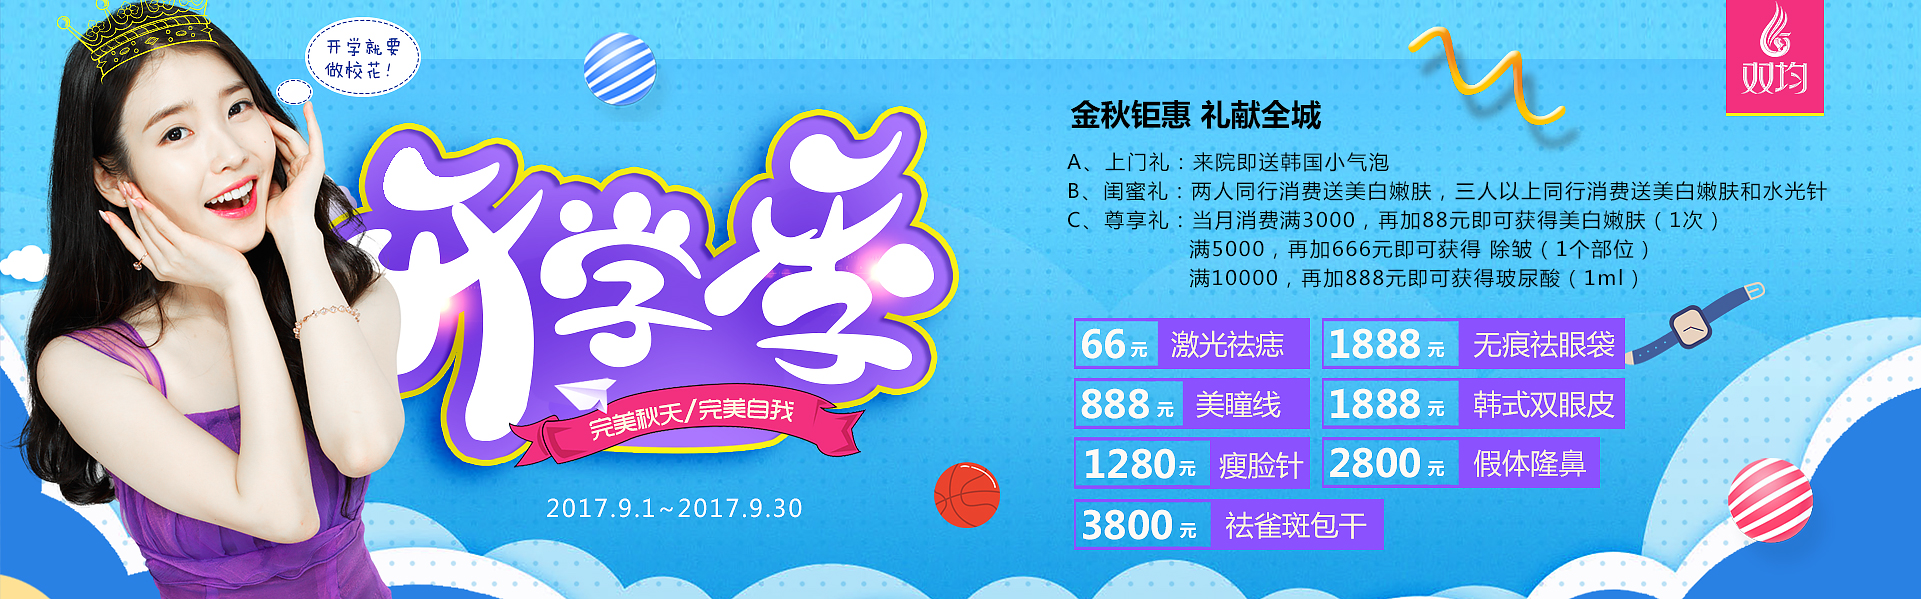 开学就要
做校花!
开学季
完美秋天/完美自我
2017.9.1~2017.9.30
双均
金秋钜惠 礼献全城
A、上门礼：来院即送韩国小气泡
B、闺蜜礼：两人同行消费送美白嫩肤，三人以上同行消费送美白嫩肤和水光针
C、尊享礼：当月消费满3000，再加88元即可获得美白嫩肤（1次）
满5000，再加666元即可获得 除皱（1个部位）
满10000，再加888元即可获得玻尿酸（1ml）
66元 激光祛痣
1888元 无痕祛眼袋
888元 美瞳线
1888元 韩式双眼皮
1280元 瘦脸针
2800元 假体隆鼻
3800元 祛雀斑包干